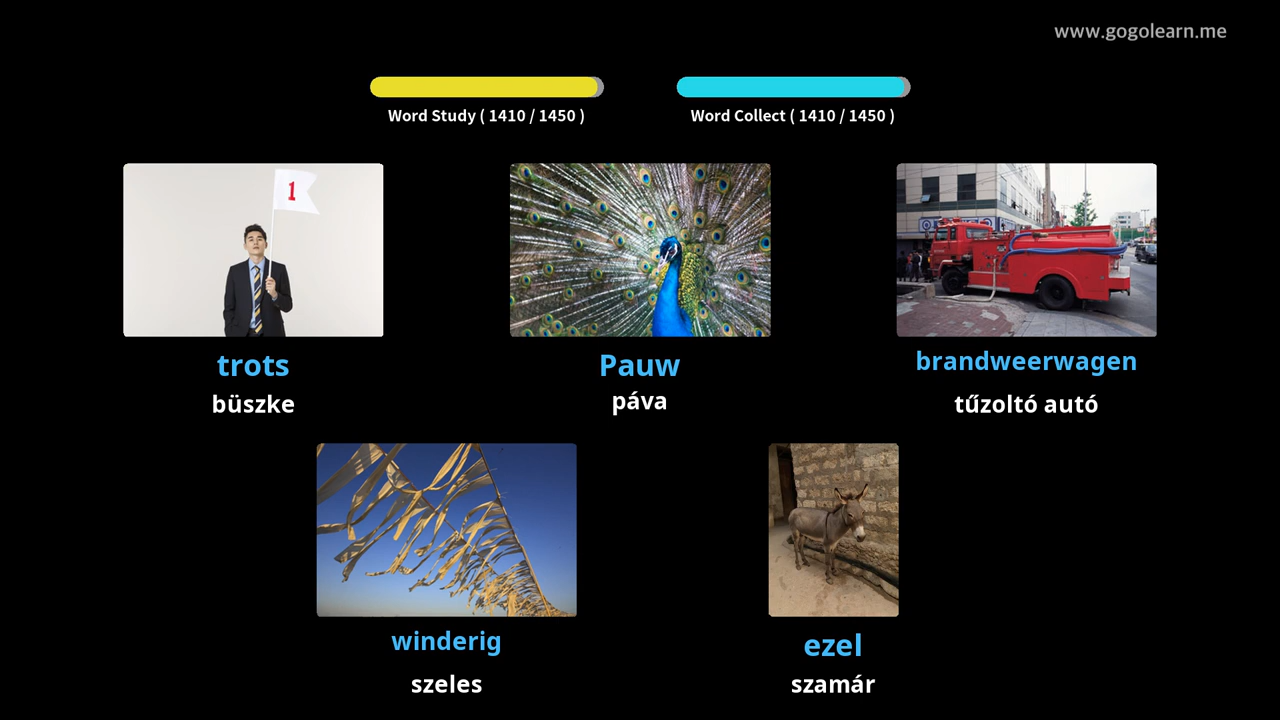 www.gogolearn.me
Word Study ( 1410 / 1450 )
Word Collect ( 1410 / 1450 )
1
trots
büszke
Pauw
páva
brandweerwagen
tűzoltó autó
winderig
szeles
ezel
szamár